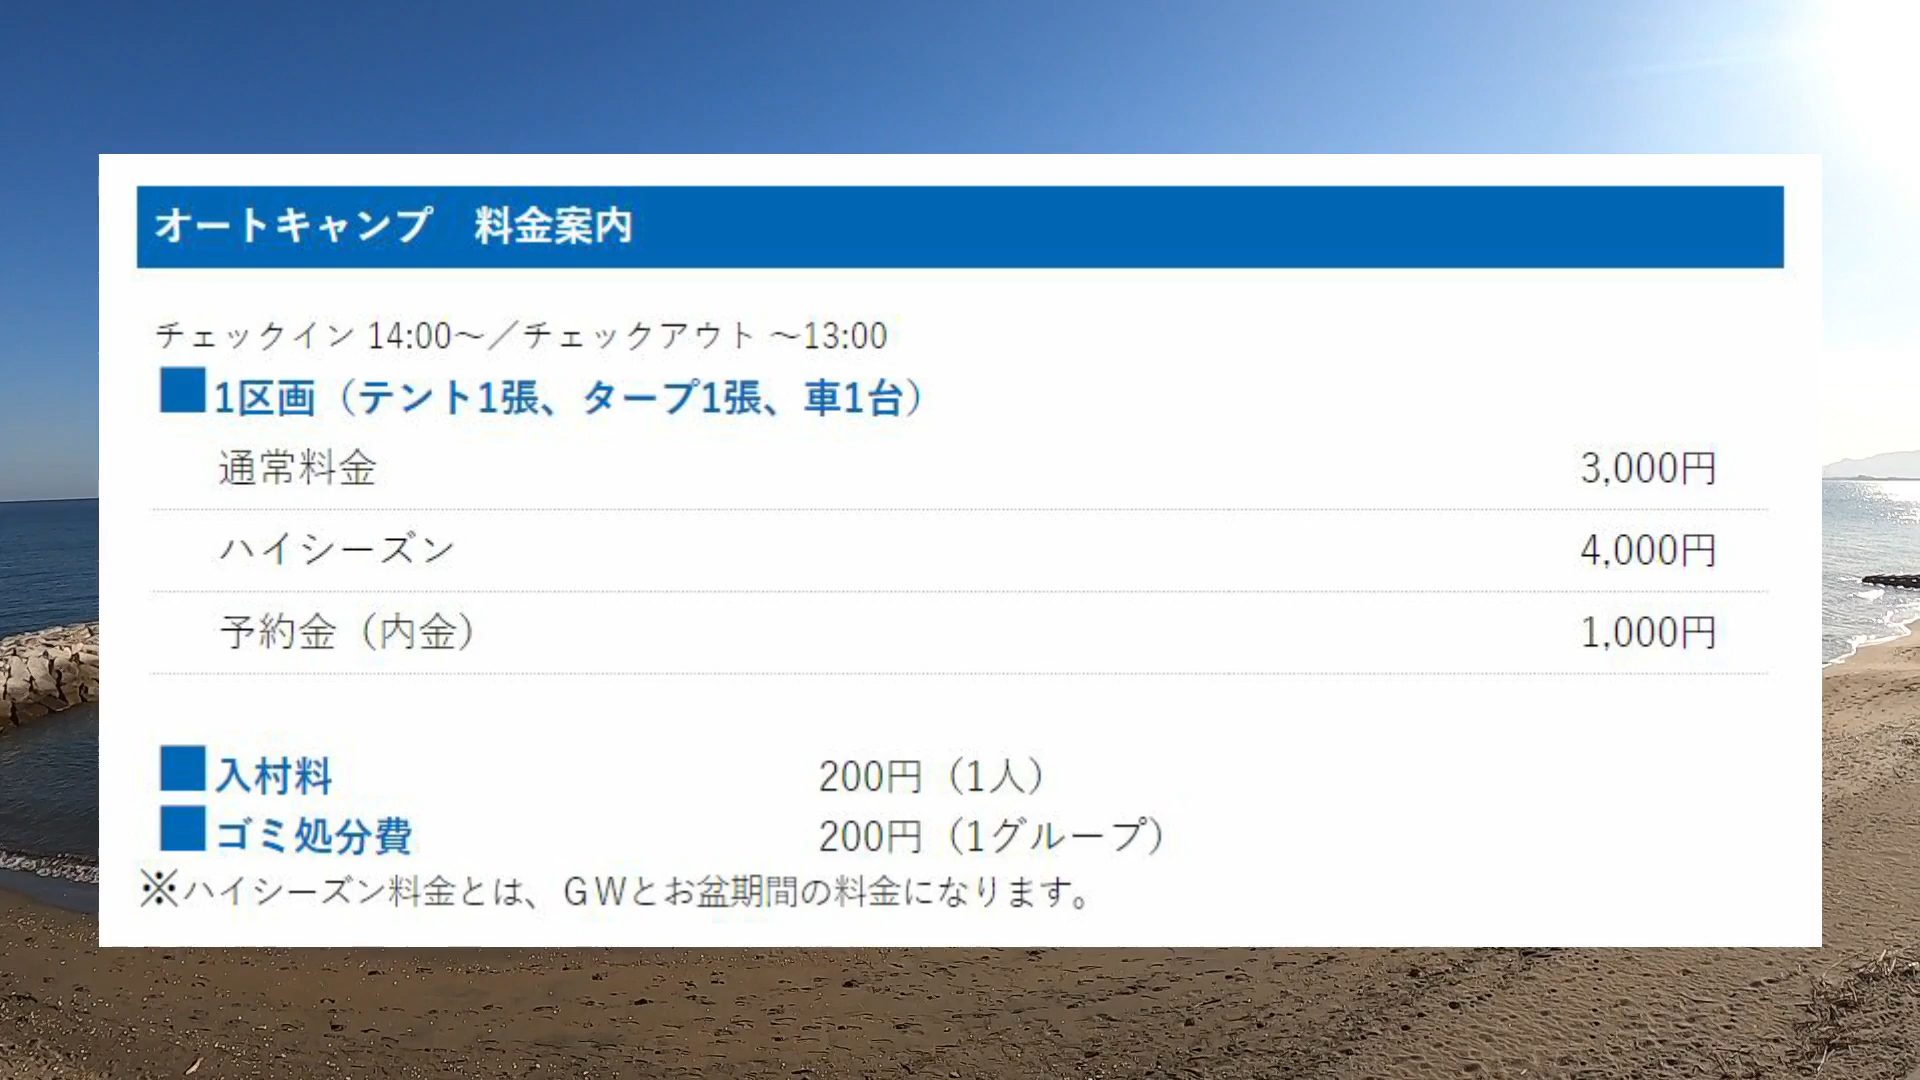 オートキャンプ　料金案内
チェックイン 14:00～／チェックアウト ～13:00
■1区画（テント1張、タープ1張、車1台）
通常料金 3,000円
ハイシーズン 4,000円
予約金（内金） 1,000円
■入村料 200円（1人）
■ゴミ処分費 200円（1グループ）
※ハイシーズン料金とは、ＧＷとお盆期間の料金になります。